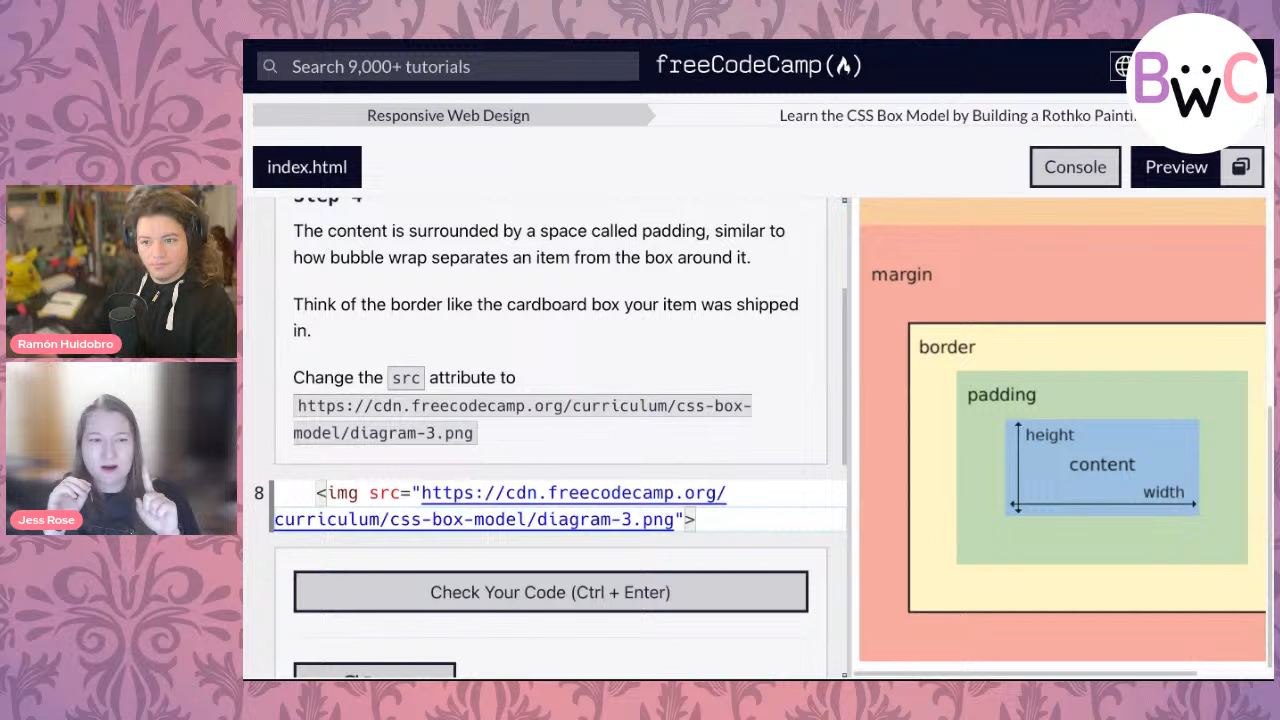 Search 9,000+ tutorials
freeCodeCamp
BWC
Responsive Web Design
Learn the CSS Box Model by Building a Rothko
index.html
Console
Preview
Step 4
The content is surrounded by a space called padding, similar to
how bubble wrap separates an item from the box around it.
Think of the border like the cardboard box your item was shipped
in.
Change the src attribute to
https://cdn.freecodecamp.org/curriculum/css-box-
model/diagram-3.png
8 <img src="https://cdn.freecodecamp.org/
curriculum/css-box-model/diagram-3.png">
Check Your Code (Ctrl + Enter)
margin
border
padding
height
content
width
Ramón Huidobro
Jess Rose